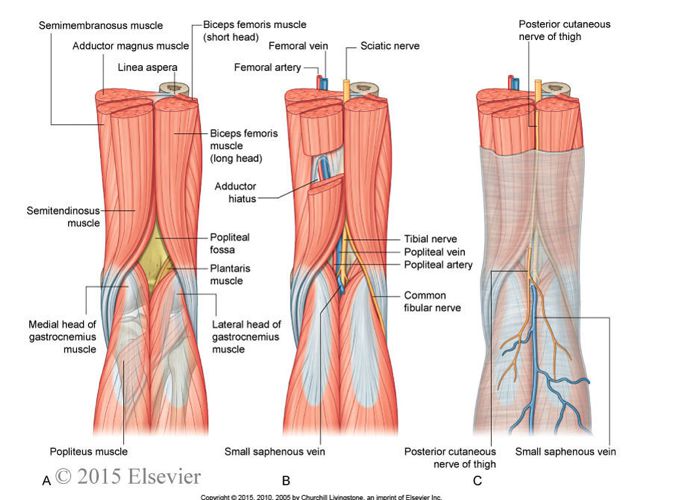 Semimembranosus muscle
Adductor magnus muscle
Linea aspera
Biceps femoris muscle
(short head)
Biceps femoris
muscle
(long head)
Semitendinosus
muscle
Popliteal
fossa
Plantaris
muscle
Medial head of
gastrocnemius
muscle
Lateral head of
gastrocnemius
muscle
Popliteus muscle
A
© 2015 Elsevier
Femoral vein
Sciatic nerve
Femoral artery
Adductor
hiatus
Tibial nerve
Popliteal vein
Popliteal artery
Common
fibular nerve
Small saphenous vein
B
Posterior cutaneous
nerve of thigh
Posterior cutaneous
nerve of thigh
Small saphenous vein
C
Copyright © 2015, 2010, 2005 by Churchill Livingstone, an imprint of Elsevier Inc.